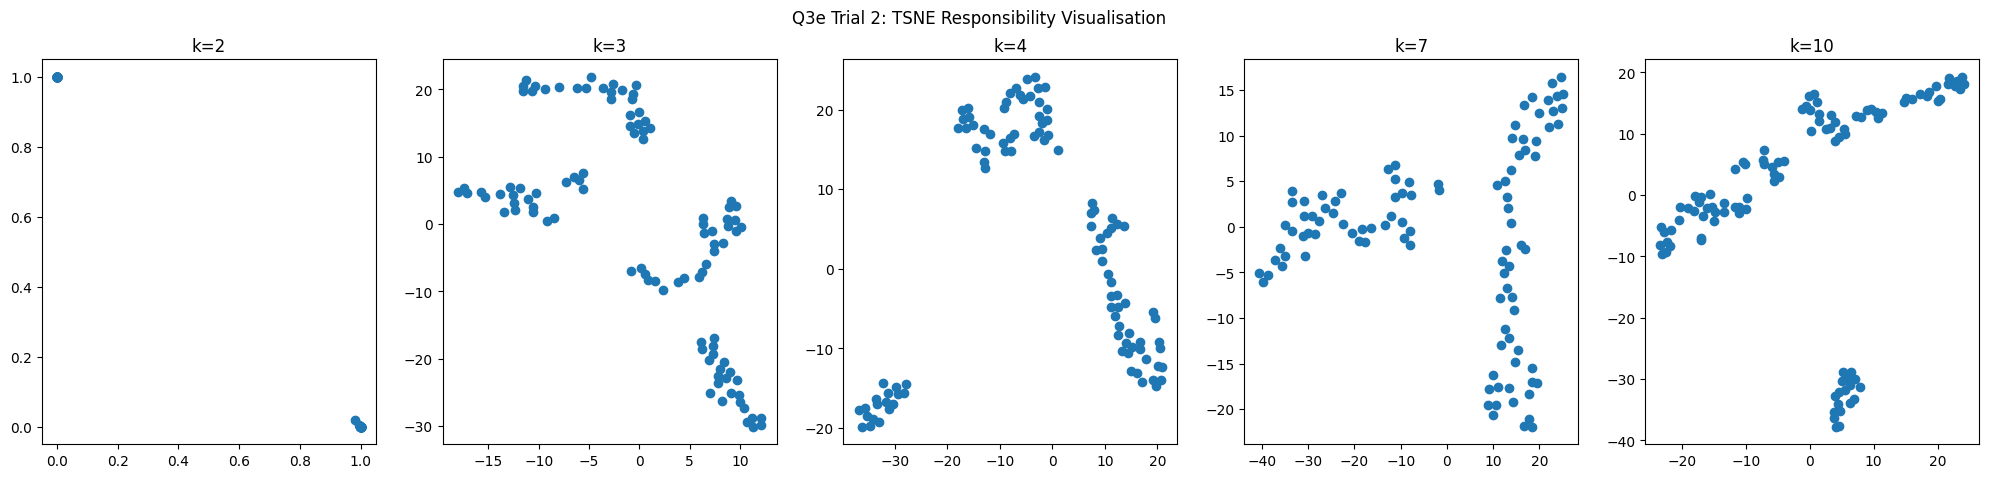 Q3e Trial 2: TSNE Responsibility Visualisation
k=2
k=3
k=4
k=7
k=10
1.0
0.8
0.6
0.4
0.2
0.0
0.0 0.2 0.4 0.6 0.8 1.0
20
10
0
−10
−20
−30
−15 −10 −5 0 5 10
20
10
0
−10
−20
−30 −20 −10 0 10 20
15
10
5
0
−5
−10
−15
−20
−40 −30 −20 −10 0 10 20
20
10
0
−10
−20
−30
−40
−20 −10 0 10 20